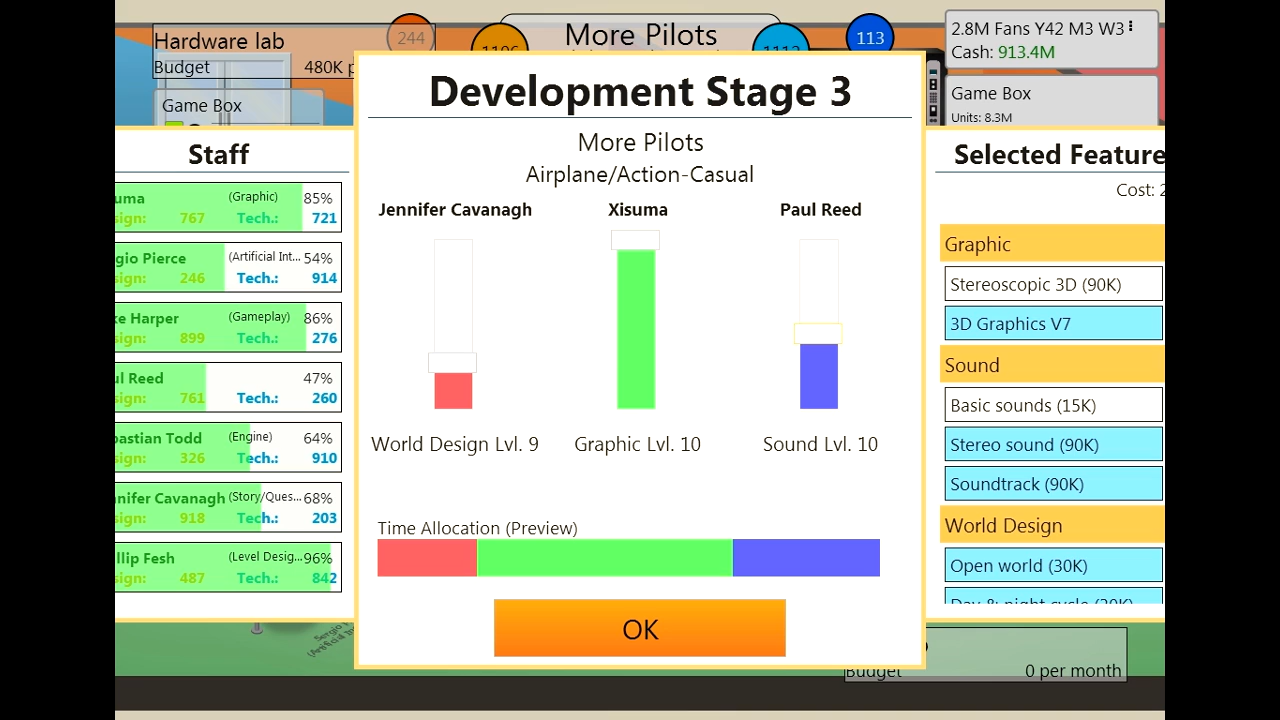 Hardware lab
Budget 480K p
Game Box
244
1106
More Pilots
1112
113
2.8M Fans Y42 M3 W3
Cash: 913.4M
Game Box
Units: 8.3M
Staff
uma (Graphic) 85%
sign: 767 Tech.: 721
gio Pierce (Artificial Int... 54%
sign: 246 Tech.: 914
ke Harper (Gameplay) 86%
sign: 899 Tech.: 276
ul Reed 47%
sign: 761 Tech.: 260
bastian Todd (Engine) 64%
sign: 326 Tech.: 910
nnifer Cavanagh (Story/Ques... 68%
sign: 918 Tech.: 203
llip Fesh (Level Desig... 96%
sign: 487 Tech.: 842
Development Stage 3
More Pilots
Airplane/Action-Casual
Jennifer Cavanagh Xisuma Paul Reed
World Design Lvl. 9 Graphic Lvl. 10 Sound Lvl. 10
Time Allocation (Preview)
OK
Selected Feature
Cost: 2
Graphic
Stereoscopic 3D (90K)
3D Graphics V7
Sound
Basic sounds (15K)
Stereo sound (90K)
Soundtrack (90K)
World Design
Open world (30K)
Budget 0 per month